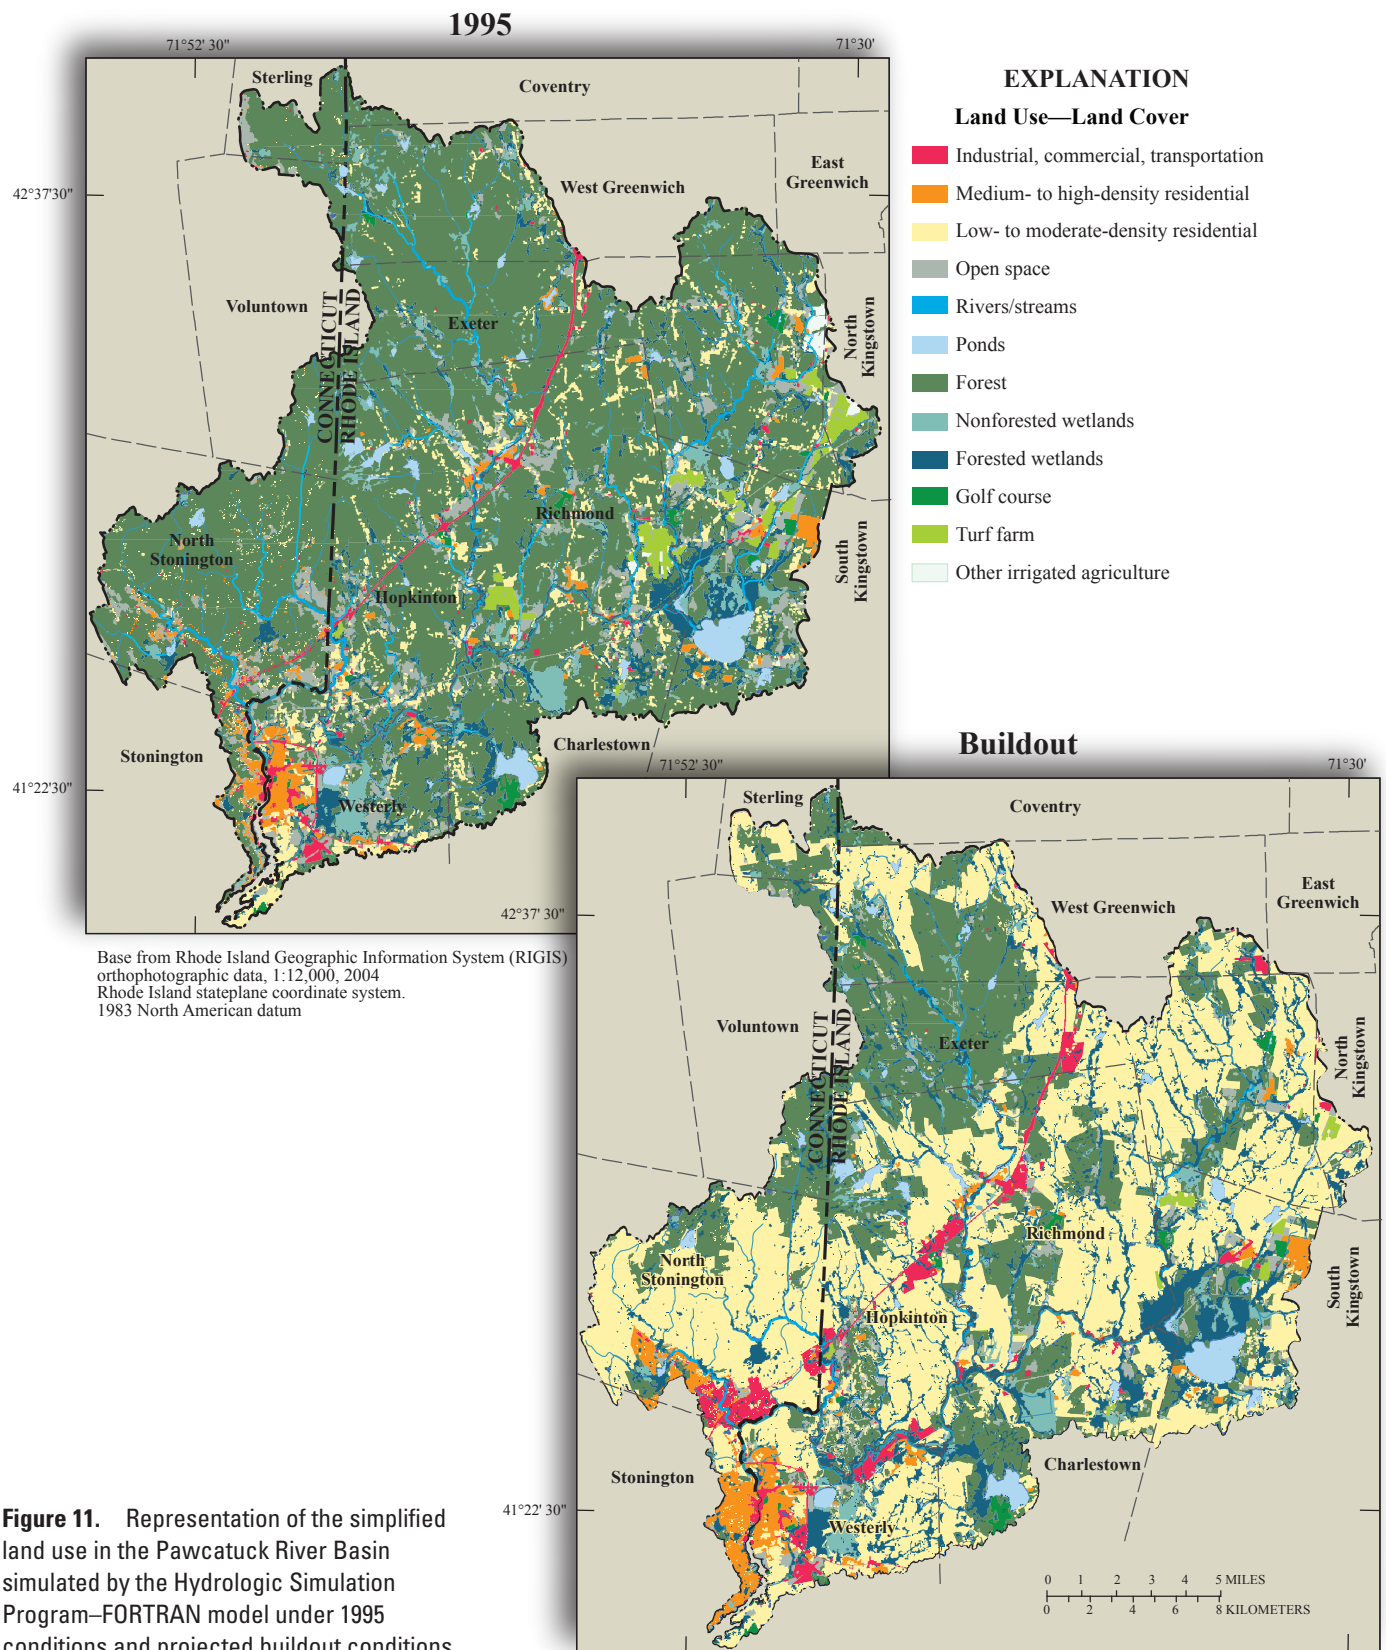 1995
71°52' 30"
71°30'
Sterling
Coventry
East
Greenwich
West Greenwich
42°37'30"
Voluntown
CONNECTICUT
RHODE ISLAND
Exeter
North
Kingstown
Richmond
North
Stonington
Hopkinton
South
Kingstown
Stonington
Charlestown
41°22'30"
Westerly
EXPLANATION
Land Use—Land Cover
Industrial, commercial, transportation
Medium- to high-density residential
Low- to moderate-density residential
Open space
Rivers/streams
Ponds
Forest
Nonforested wetlands
Forested wetlands
Golf course
Turf farm
Other irrigated agriculture
Base from Rhode Island Geographic Information System (RIGIS)
orthophotographic data, 1:12,000, 2004
Rhode Island stateplane coordinate system.
1983 North American datum
Buildout
71°52' 30"
71°30'
Sterling
Coventry
East
Greenwich
West Greenwich
42°37' 30"
Voluntown
CONNECTICUT
RHODE ISLAND
Exeter
North
Kingstown
Richmond
North
Stonington
Hopkinton
South
Kingstown
Stonington
Charlestown
41°22' 30"
Westerly
0 1 2 3 4 5 MILES
0 2 4 6 8 KILOMETERS
Figure 11. Representation of the simplified
land use in the Pawcatuck River Basin
simulated by the Hydrologic Simulation
Program–FORTRAN model under 1995
conditions and projected buildout conditions